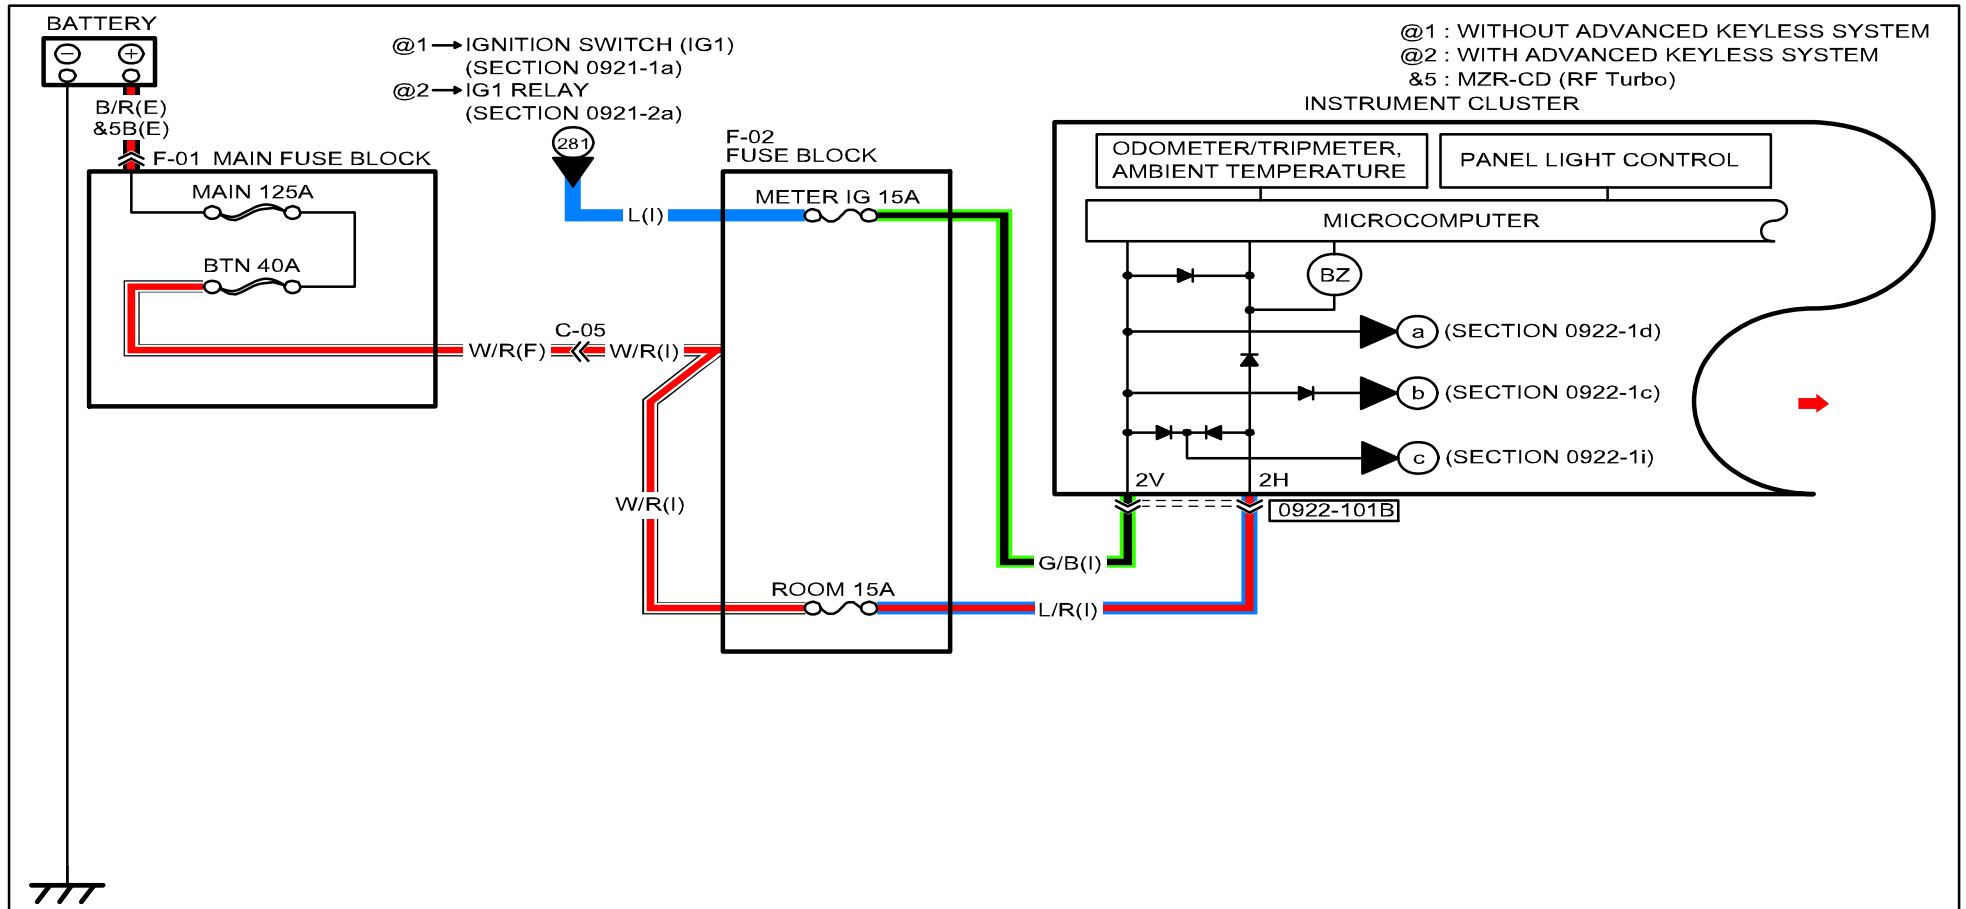 BATTERY
@1 IGNITION SWITCH (IG1)
(SECTION 0921-1a)
@2 IG1 RELAY
(SECTION 0921-2a)
@1 : WITHOUT ADVANCED KEYLESS SYSTEM
@2 : WITH ADVANCED KEYLESS SYSTEM
&5 : MZR-CD (RF Turbo)
INSTRUMENT CLUSTER
− +
B/R(E)
&5B(E)
281
F-01 MAIN FUSE BLOCK
F-02
FUSE BLOCK
ODOMETER/TRIPMETER,
AMBIENT TEMPERATURE
PANEL LIGHT CONTROL
MAIN 125A
METER IG 15A
L(I)
MICROCOMPUTER
BTN 40A
BZ
C-05
a (SECTION 0922-1d)
W/R(F)
W/R(I)
b (SECTION 0922-1c)
c (SECTION 0922-1i)
2V
2H
W/R(I)
0922-101B
G/B(I)
ROOM 15A
L/R(I)